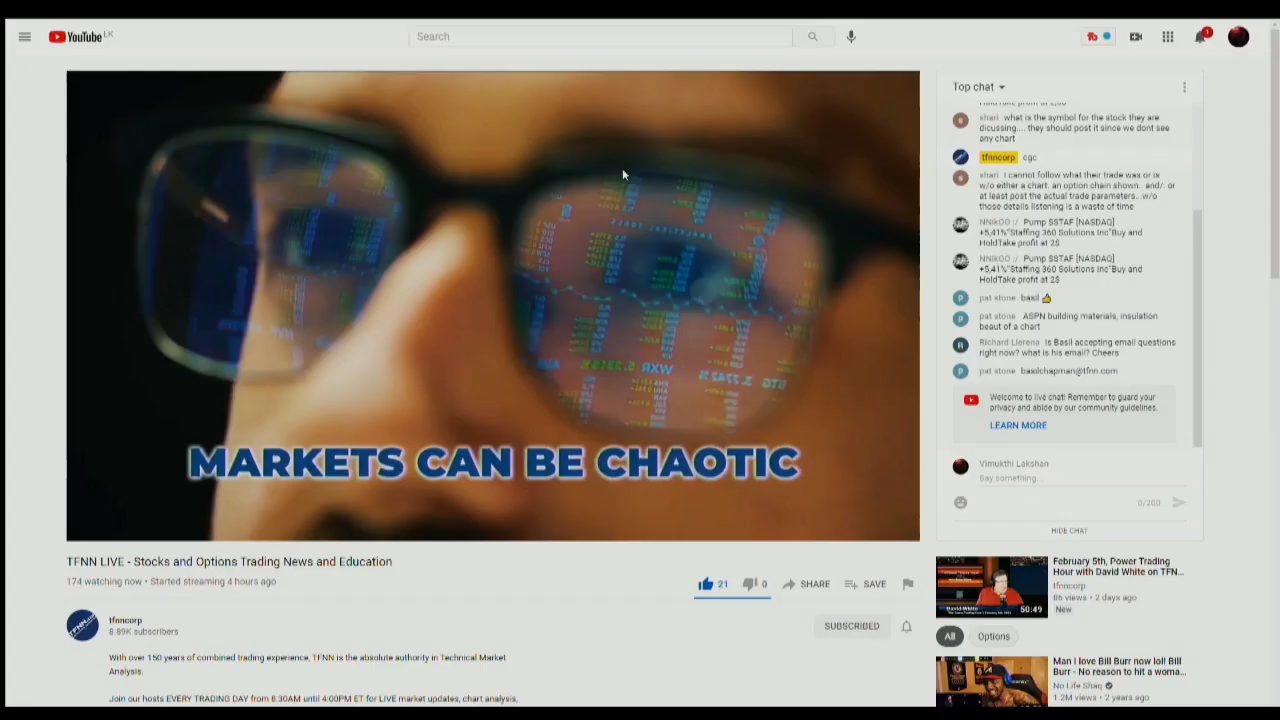 YouTube LK
Search
1
Top chat
shari what is the symbol for the stock they are
dicussing.... they should post it since we dont see
any chart
tfnncorp cgc
shari I cannot follow what their trade was or is
w/o either a chart. an option chain shown.. and/. or
at least post the actual trade parameters...w/o
those details listening is a waste of time
NNikOO :/ Pump $STAF [NASDAQ]
+5,41%"Staffing 360 Solutions Inc"Buy and
HoldTake profit at 2$
NNikOO :/ Pump $STAF [NASDAQ]
+5,41%"Staffing 360 Solutions Inc"Buy and
HoldTake profit at 2$
pat stone basil 👍
pat stone ASPN building materials, insulation
beaut of a chart
Richard Llerena Is Basil accepting email questions
right now? what is his email? Cheers
pat stone basilchapman@tfnn.com
Welcome to live chat! Remember to guard your
privacy and abide by our community guidelines.
LEARN MORE
Vimukthi Lakshan
Say something...
0/200
HIDE CHAT
MARKETS CAN BE CHAOTIC
TFNN LIVE - Stocks and Options Trading News and Education
174 watching now • Started streaming 4 hours ago
21 0 SHARE SAVE
tfnncorp
8.89K subscribers
SUBSCRIBED
With over 150 years of combined trading experience, TFNN is the absolute authority in Technical Market
Analysis.
Join our hosts EVERY TRADING DAY from 8:30AM until 4:00PM ET for LIVE market updates, chart analysis,
February 5th, Power Trading
Hour with David White on TFN...
tfnncorp
86 views • 2 days ago
New
David White
50:49
All Options
Man I love Bill Burr now lol! Bill
Burr - No reason to hit a woma...
No Life Shaq
1.2M views • 2 years ago